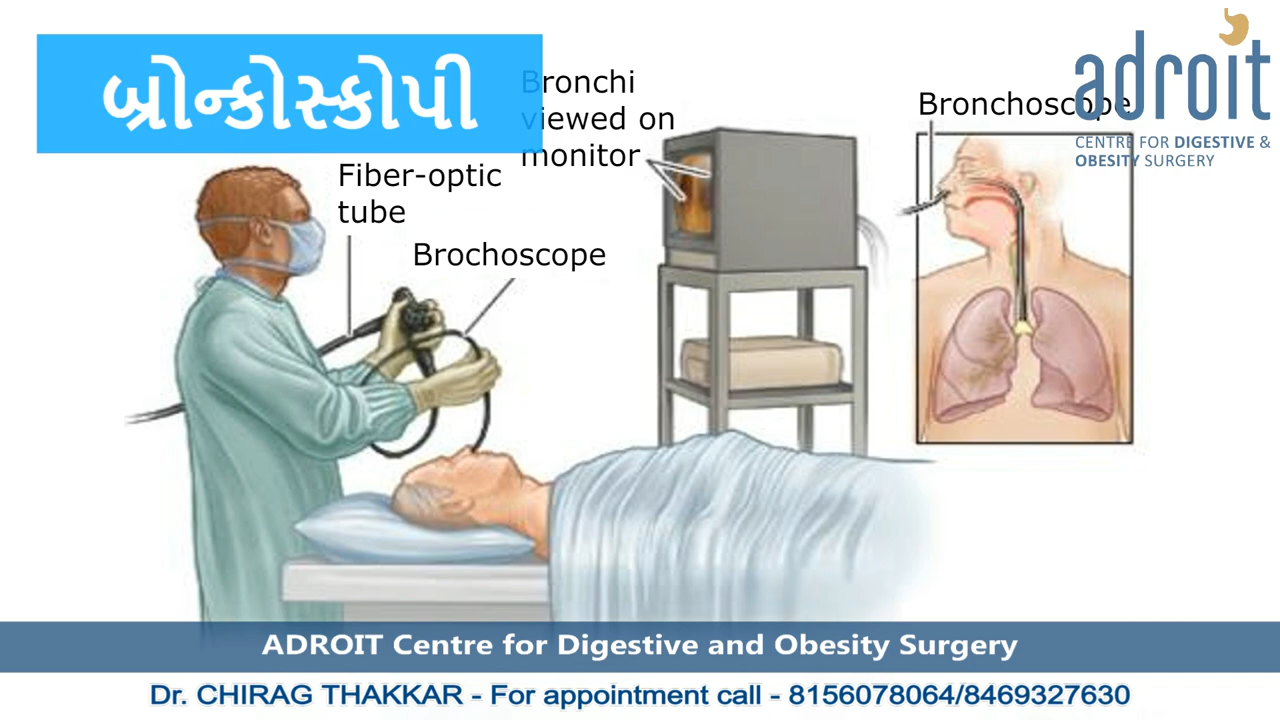 બ્રોન્કોસ્કોપી
Bronchi
viewed on
monitor
Fiber-optic
tube
Brochoscope
Bronchoscope
adroit
CENTRE FOR DIGESTIVE &
OBESITY SURGERY
ADROIT Centre for Digestive and Obesity Surgery
Dr. CHIRAG THAKKAR - For appointment call - 8156078064/8469327630